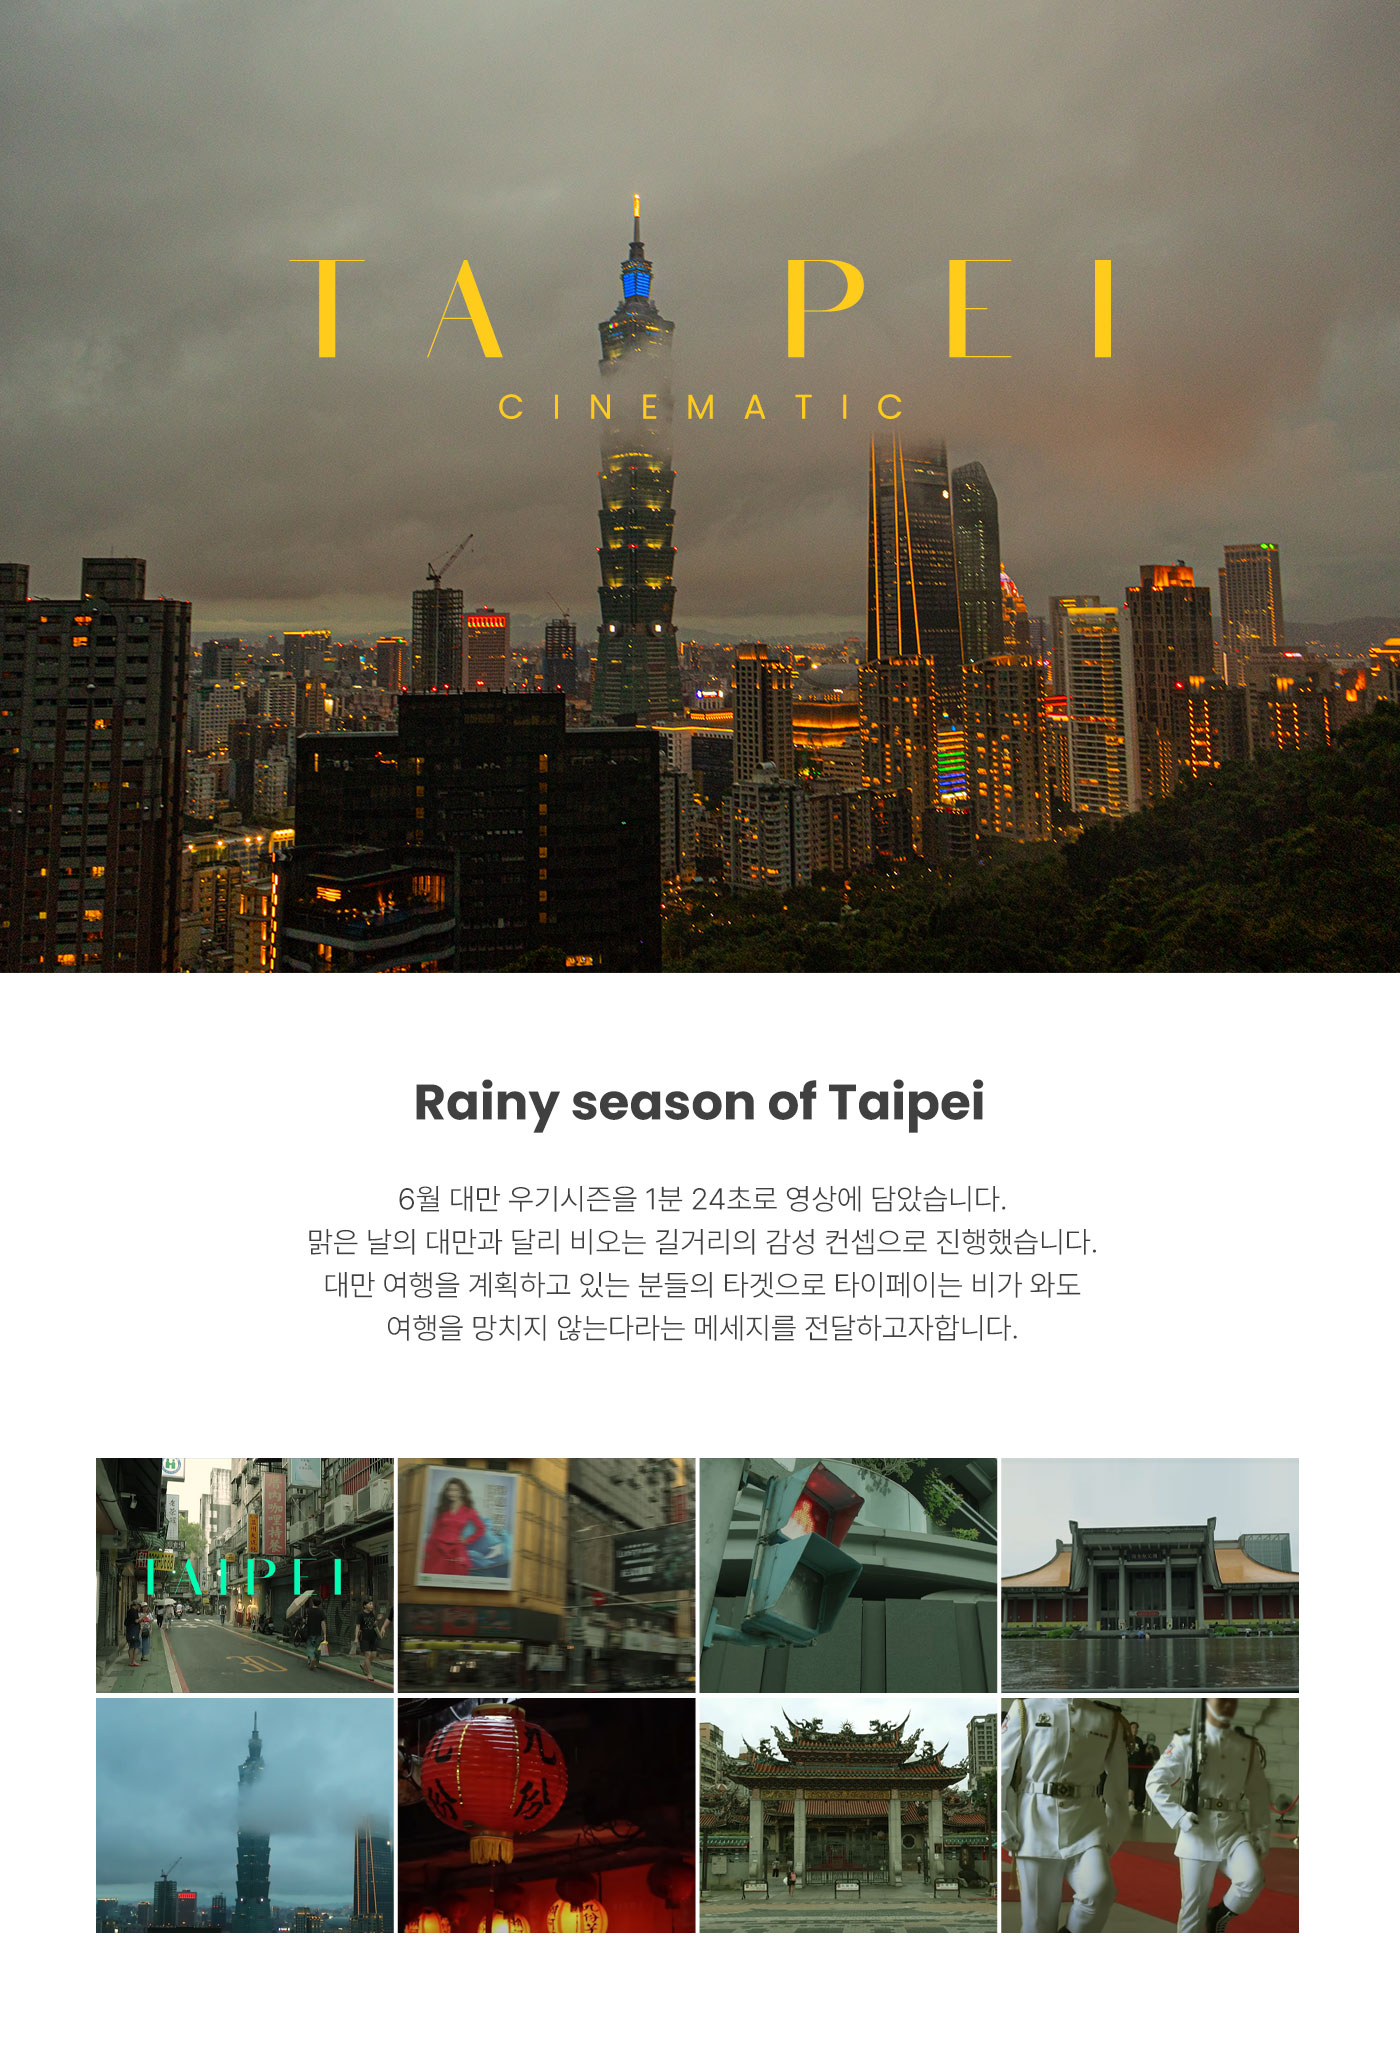 TA PEI
CINEMATIC
Rainy season of Taipei
6월 대만 우기시즌을 1분 24초로 영상에 담았습니다.
맑은 날의 대만과 달리 비오는 길거리의 감성 컨셉으로 진행했습니다.
대만 여행을 계획하고 있는 분들의 타겟으로 타이페이는 비가 와도
여행을 망치지 않는다라는 메세지를 전달하고자합니다.
H
TAIPEI
30
九份
九份